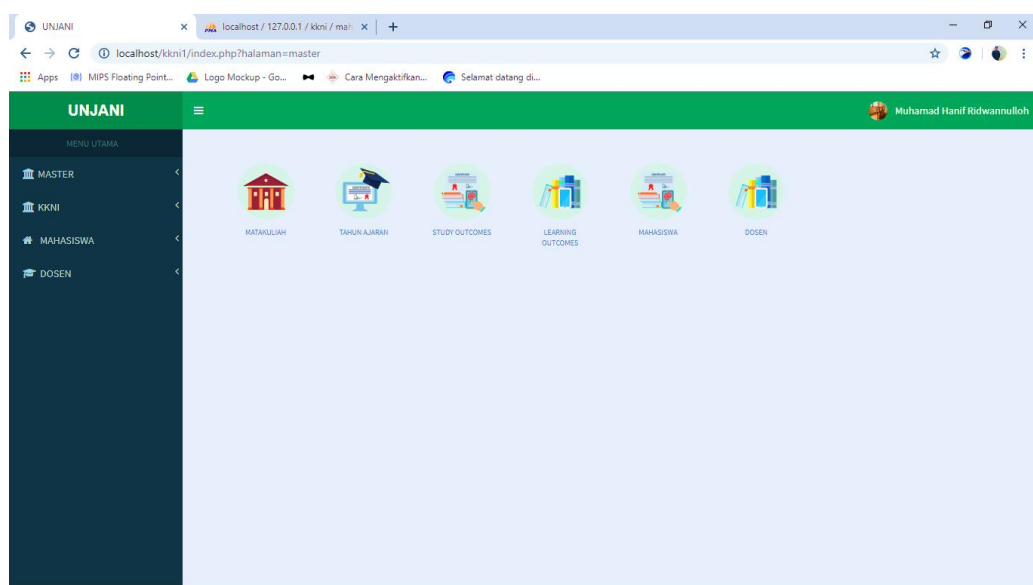 UNJANI
localhost / 127.0.0.1 / kkni / mah
localhost/kkni1/index.php?halaman=master
Apps MIPS Floating Point... Logo Mockup - Go... Cara Mengaktifkan... Selamat datang di...
UNJANI
Muhamad Hanif Ridwannulloh
MENU UTAMA
MASTER
KKNI
MAHASISWA
DOSEN
MATAKULIAH
TAHUN AJARAN
STUDY OUTCOMES
LEARNING
OUTCOMES
MAHASISWA
DOSEN